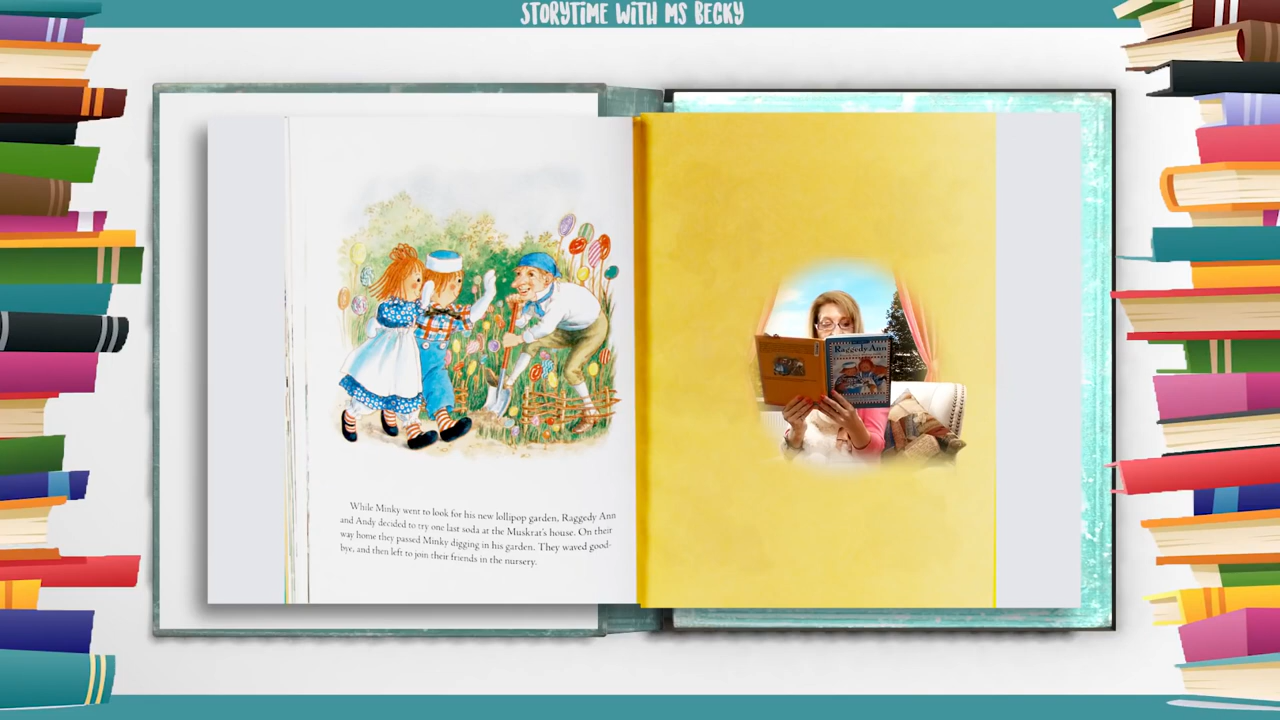 STORYTIME WITH MS BECKY
Raggedy Ann
While Minky went to look for his new lollipop garden, Raggedy Ann
and Andy decided to try one last soda at the Muskrat's house. On their
way home they passed Minky digging in his garden. They waved good-
bye, and then left to join their friends in the nursery.